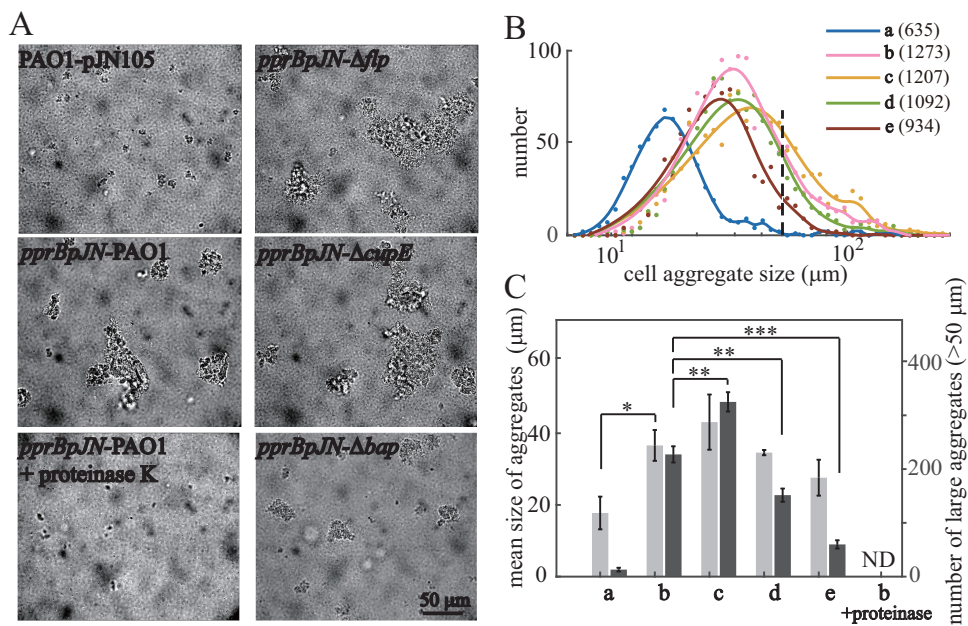 A
PAO1-pJN105
pprBpJN-Δflp
pprBpJN-PAO1
pprBpJN-ΔcupE
pprBpJN-PAO1
+ proteinase K
pprBpJN-Δbap
50 μm
B
100
50
0
number
10¹
10²
cell aggregate size (μm)
a (635)
b (1273)
c (1207)
d (1092)
e (934)
C
mean size of aggregates (μm)
60
40
20
0
*
**
**
***
ND
400
200
0
number of large aggregates (>50 μm)
a b c d e b
+proteinase